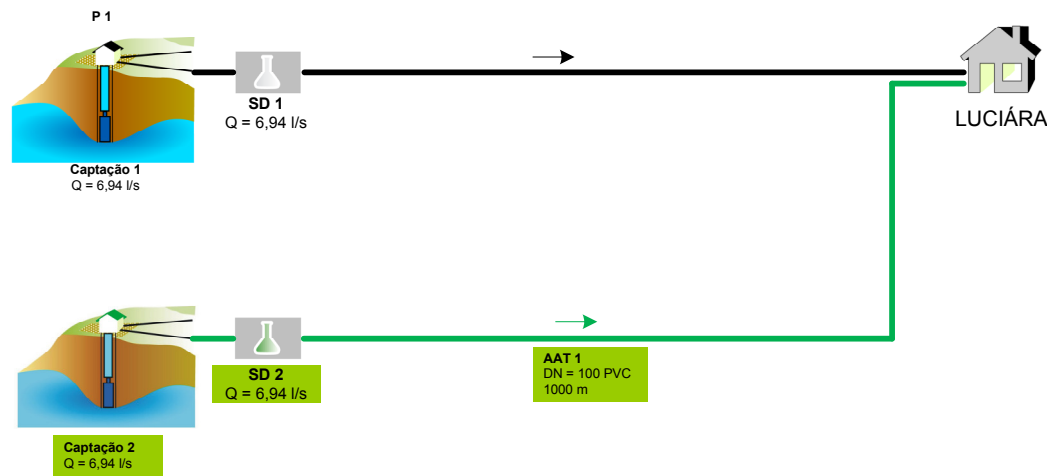 P 1
SD 1
Q = 6,94 l/s
LUCIÁRA
Captação 1
Q = 6,94 l/s
AAT 1
DN = 100 PVC
1000 m
SD 2
Q = 6,94 l/s
Captação 2
Q = 6,94 l/s